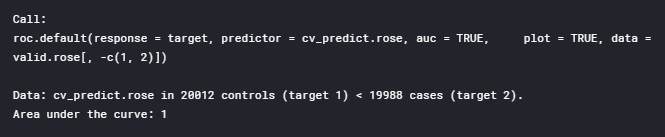 Call:
roc.default(response = target, predictor = cv_predict.rose, auc = TRUE, plot = TRUE, data =
valid.rose[, -c(1, 2)])
Data: cv_predict.rose in 20012 controls (target 1) < 19988 cases (target 2).
Area under the curve: 1